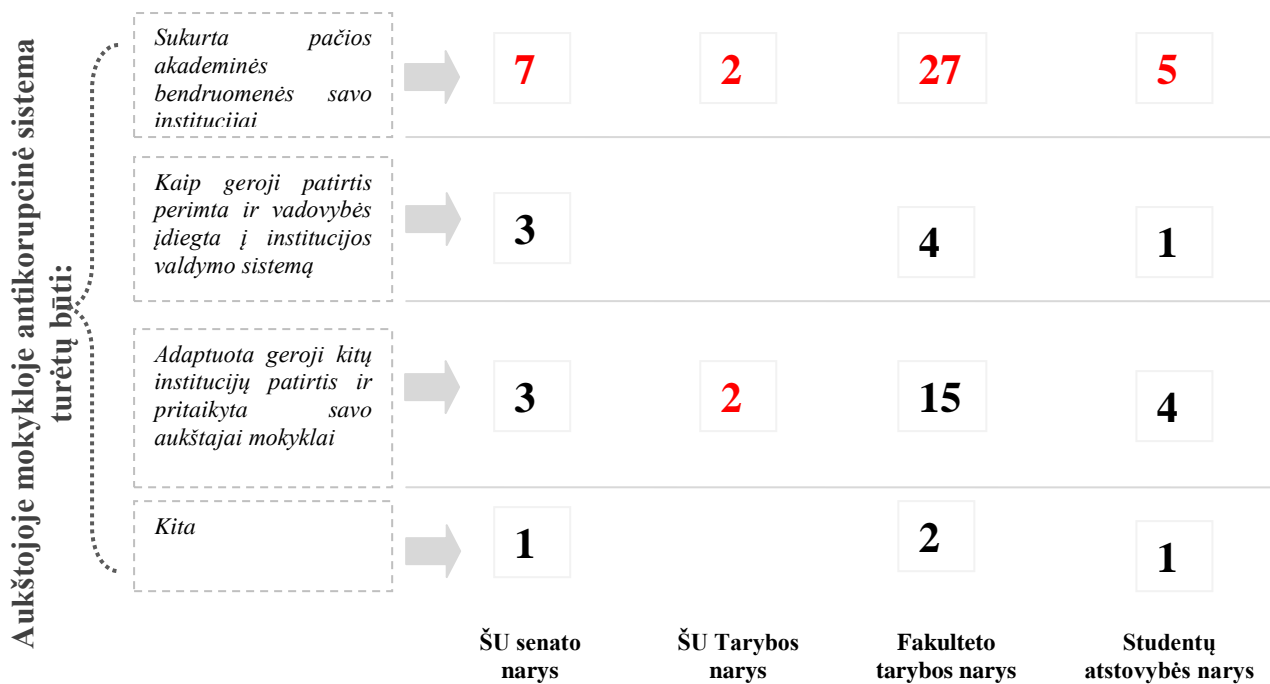 Aukštojoje mokykloje antikorupcinė sistema
turėtų būti:
Sukurta pačios
akademinės
bendruomenės savo
institucijai
7 2 27 5
Kaip geroji patirtis
perimta ir vadovybės
įdiegta į institucijos
valdymo sistemą
3 4 1
Adaptuota geroji kitų
institucijų patirtis ir
pritaikyta savo
aukštajai mokyklai
3 2 15 4
Kita
1 2 1
ŠU senato
narys
ŠU Tarybos
narys
Fakulteto
tarybos narys
Studentų
atstovybės narys